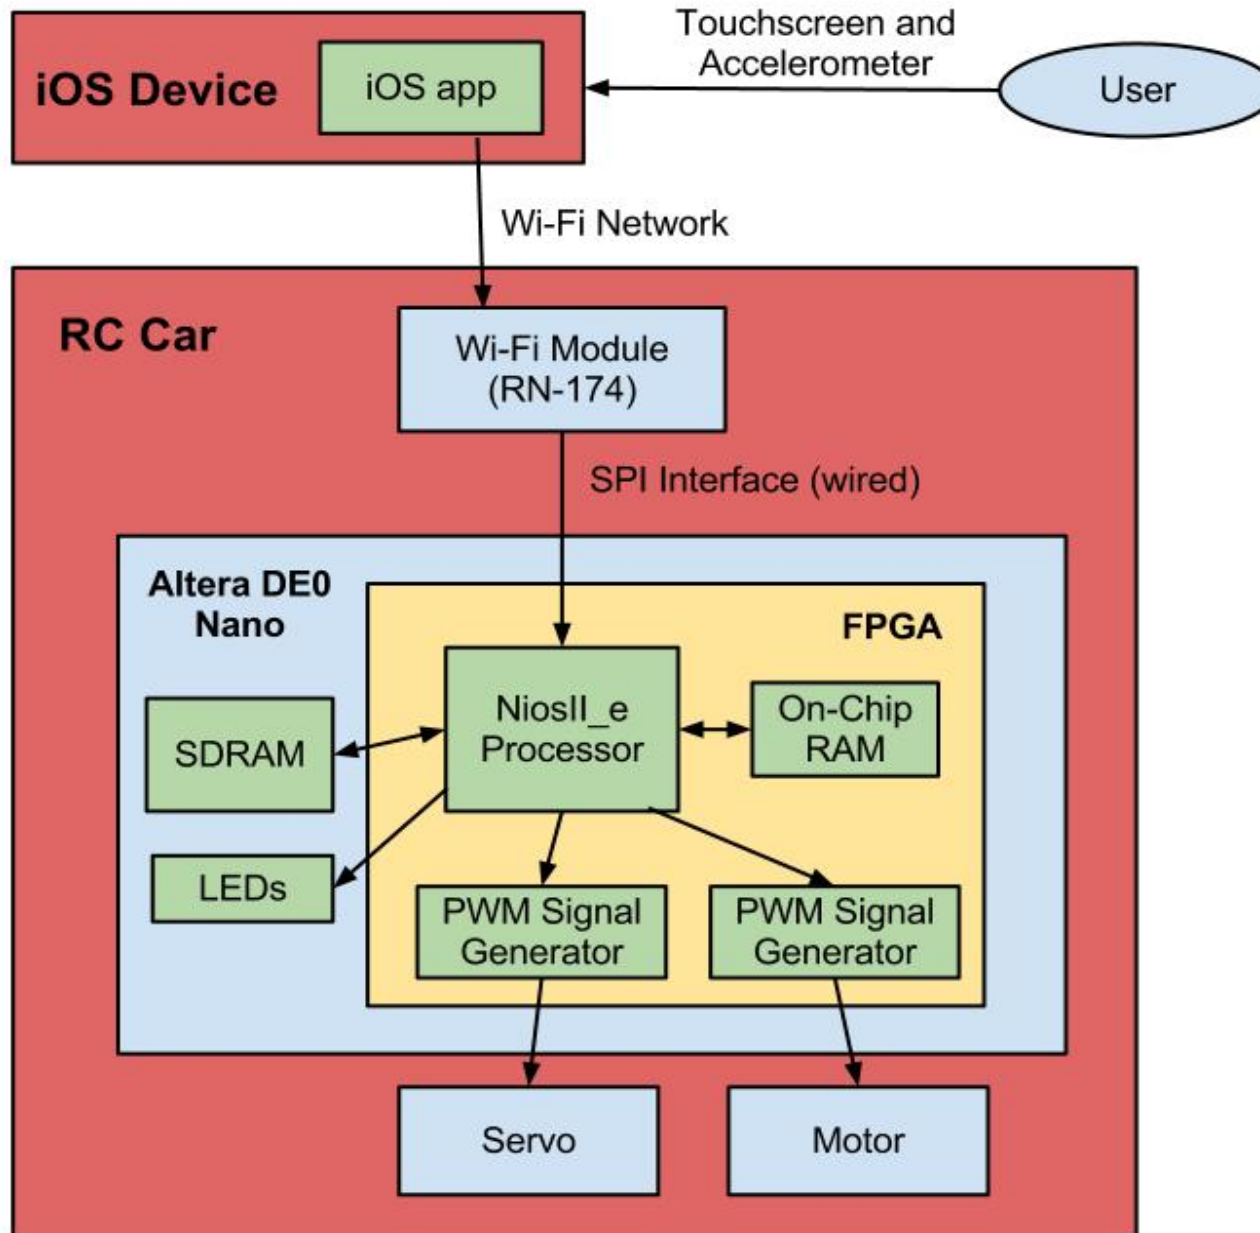 Touchscreen and
Accelerometer
iOS Device
iOS app
User
Wi-Fi Network
RC Car
Wi-Fi Module
(RN-174)
SPI Interface (wired)
Altera DE0
Nano
FPGA
NiosII_e
Processor
On-Chip
RAM
SDRAM
LEDs
PWM Signal
Generator
PWM Signal
Generator
Servo
Motor